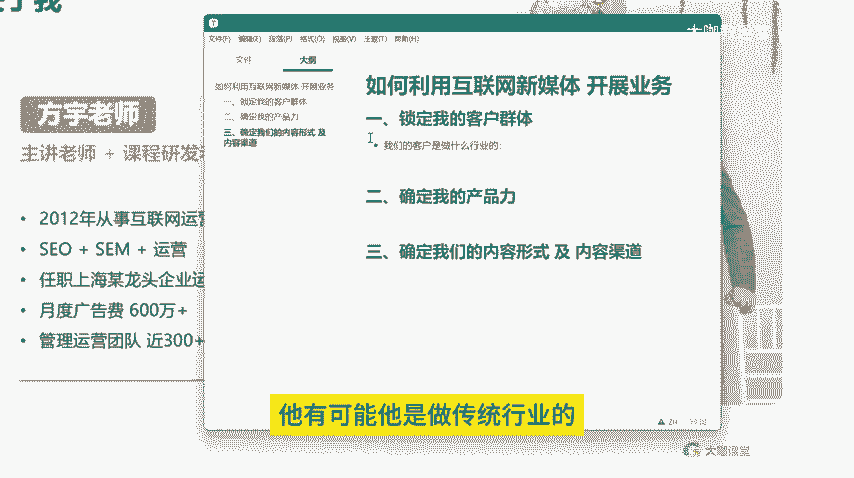 于了我
方宇老师
主讲老师 + 课程研发
2012年从事互联网运营
SEO + SEM + 运营
任职上海某龙头企业运
月度广告费 600万+
管理运营团队 近300+
文件(F) 编辑(E) 段落(P) 格式(O) 视图(V) 主题(T) 帮助(H)
文件 大纲
如何利用互联网新媒体 开展业务
一、锁定我的客户群体
二、确定我的产品力
三、确定我们的内容形式 及
内容渠道
如何利用互联网新媒体 开展业务
一、锁定我的客户群体
我们的客户是做什么行业的:
二、确定我的产品力
三、确定我们的内容形式 及 内容渠道
他有可能他是做传统行业的
大咖课堂